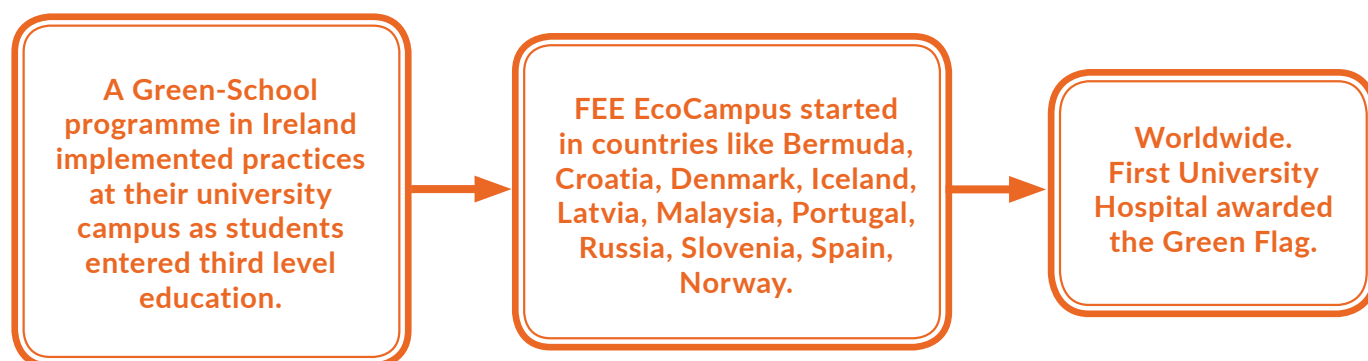 A Green-School
programme in Ireland
implemented practices
at their university
campus as students
entered third level
education.
FEE EcoCampus started
in countries like Bermuda,
Croatia, Denmark, Iceland,
Latvia, Malaysia, Portugal,
Russia, Slovenia, Spain,
Norway.
Worldwide.
First University
Hospital awarded
the Green Flag.